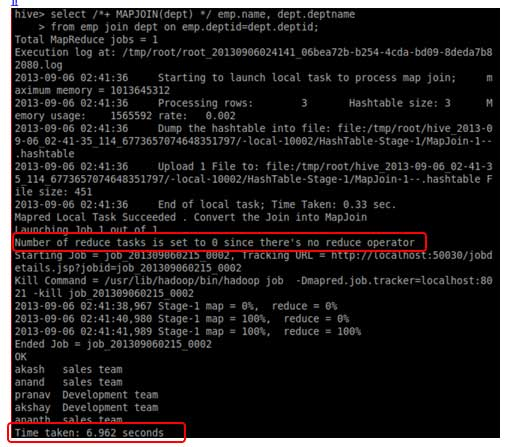 hive> select /*+ MAPJOIN(dept) */ emp.name, dept.deptname
    > from emp join dept on emp.deptid=dept.deptid;
Total MapReduce jobs = 1
Execution log at: /tmp/root/root_20130906024141_06bea72b-b254-4cda-bd09-8deda7b8
2080.log
2013-09-06 02:41:36     Starting to launch local task to process map join;      m
aximum memory = 1013645312
2013-09-06 02:41:36     Processing rows:        3       Hashtable size: 3       M
emory usage:    1565592 rate:   0.002
2013-09-06 02:41:36     Dump the hashtable into file: file:/tmp/root/hive_2013-0
9-06_02-41-35_114_6773657074648351797/-local-10002/HashTable-Stage-1/MapJoin-1--
.hashtable
2013-09-06 02:41:36     Upload 1 File to: file:/tmp/root/hive_2013-09-06_02-41-3
5_114_6773657074648351797/-local-10002/HashTable-Stage-1/MapJoin-1--.hashtable F
ile size: 451
2013-09-06 02:41:36     End of local task; Time Taken: 0.33 sec.
Mapred Local Task Succeeded . Convert the Join into MapJoin
Launching Job 1 out of 1
Number of reduce tasks is set to 0 since there's no reduce operator
Starting Job = job_201309060215_0002, Tracking URL = http://localhost:50030/jobd
etails.jsp?jobid=job_201309060215_0002
Kill Command = /usr/lib/hadoop/bin/hadoop job  -Dmapred.job.tracker=localhost:80
21 -kill job_201309060215_0002
2013-09-06 02:41:38,967 Stage-1 map = 0%,  reduce = 0%
2013-09-06 02:41:40,980 Stage-1 map = 100%,  reduce = 0%
2013-09-06 02:41:41,989 Stage-1 map = 100%,  reduce = 100%
Ended Job = job_201309060215_0002
OK
akash   sales team
anand   sales team
pranav  Development team
akshay  Development team
ananth  sales team
Time taken: 6.962 seconds